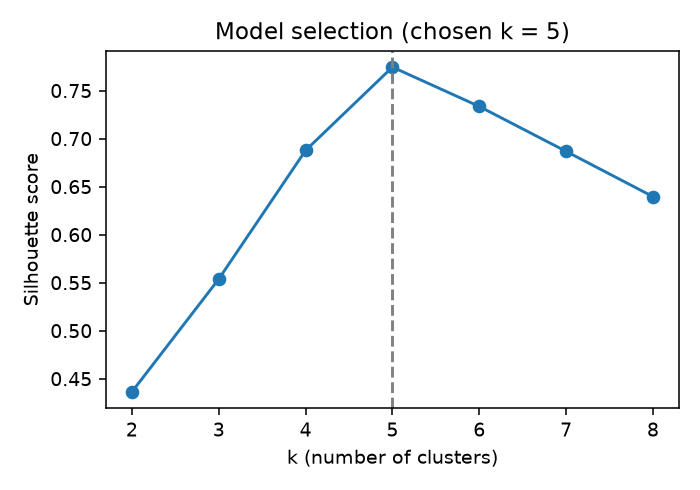 Model selection (chosen k = 5)
Silhouette score
0.75
0.70
0.65
0.60
0.55
0.50
0.45
2 3 4 5 6 7 8
k (number of clusters)